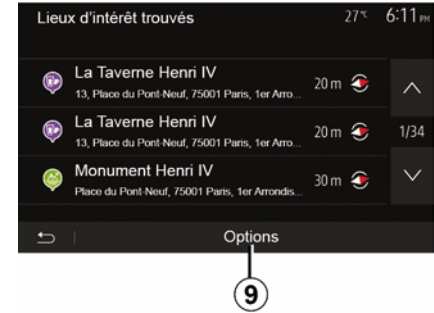 Lieux d'intérêt trouvés 27°C 6:11 PM
La Taverne Henri IV
13, Place du Pont-Neuf, 75001 Paris, 1er Arro... 20 m
La Taverne Henri IV
13, Place du Pont-Neuf, 75001 Paris, 1er Arro... 20 m
1/34
Monument Henri IV
Place du Pont-Neuf, 75001 Paris, 1er Arrondis... 30 m
Options
9